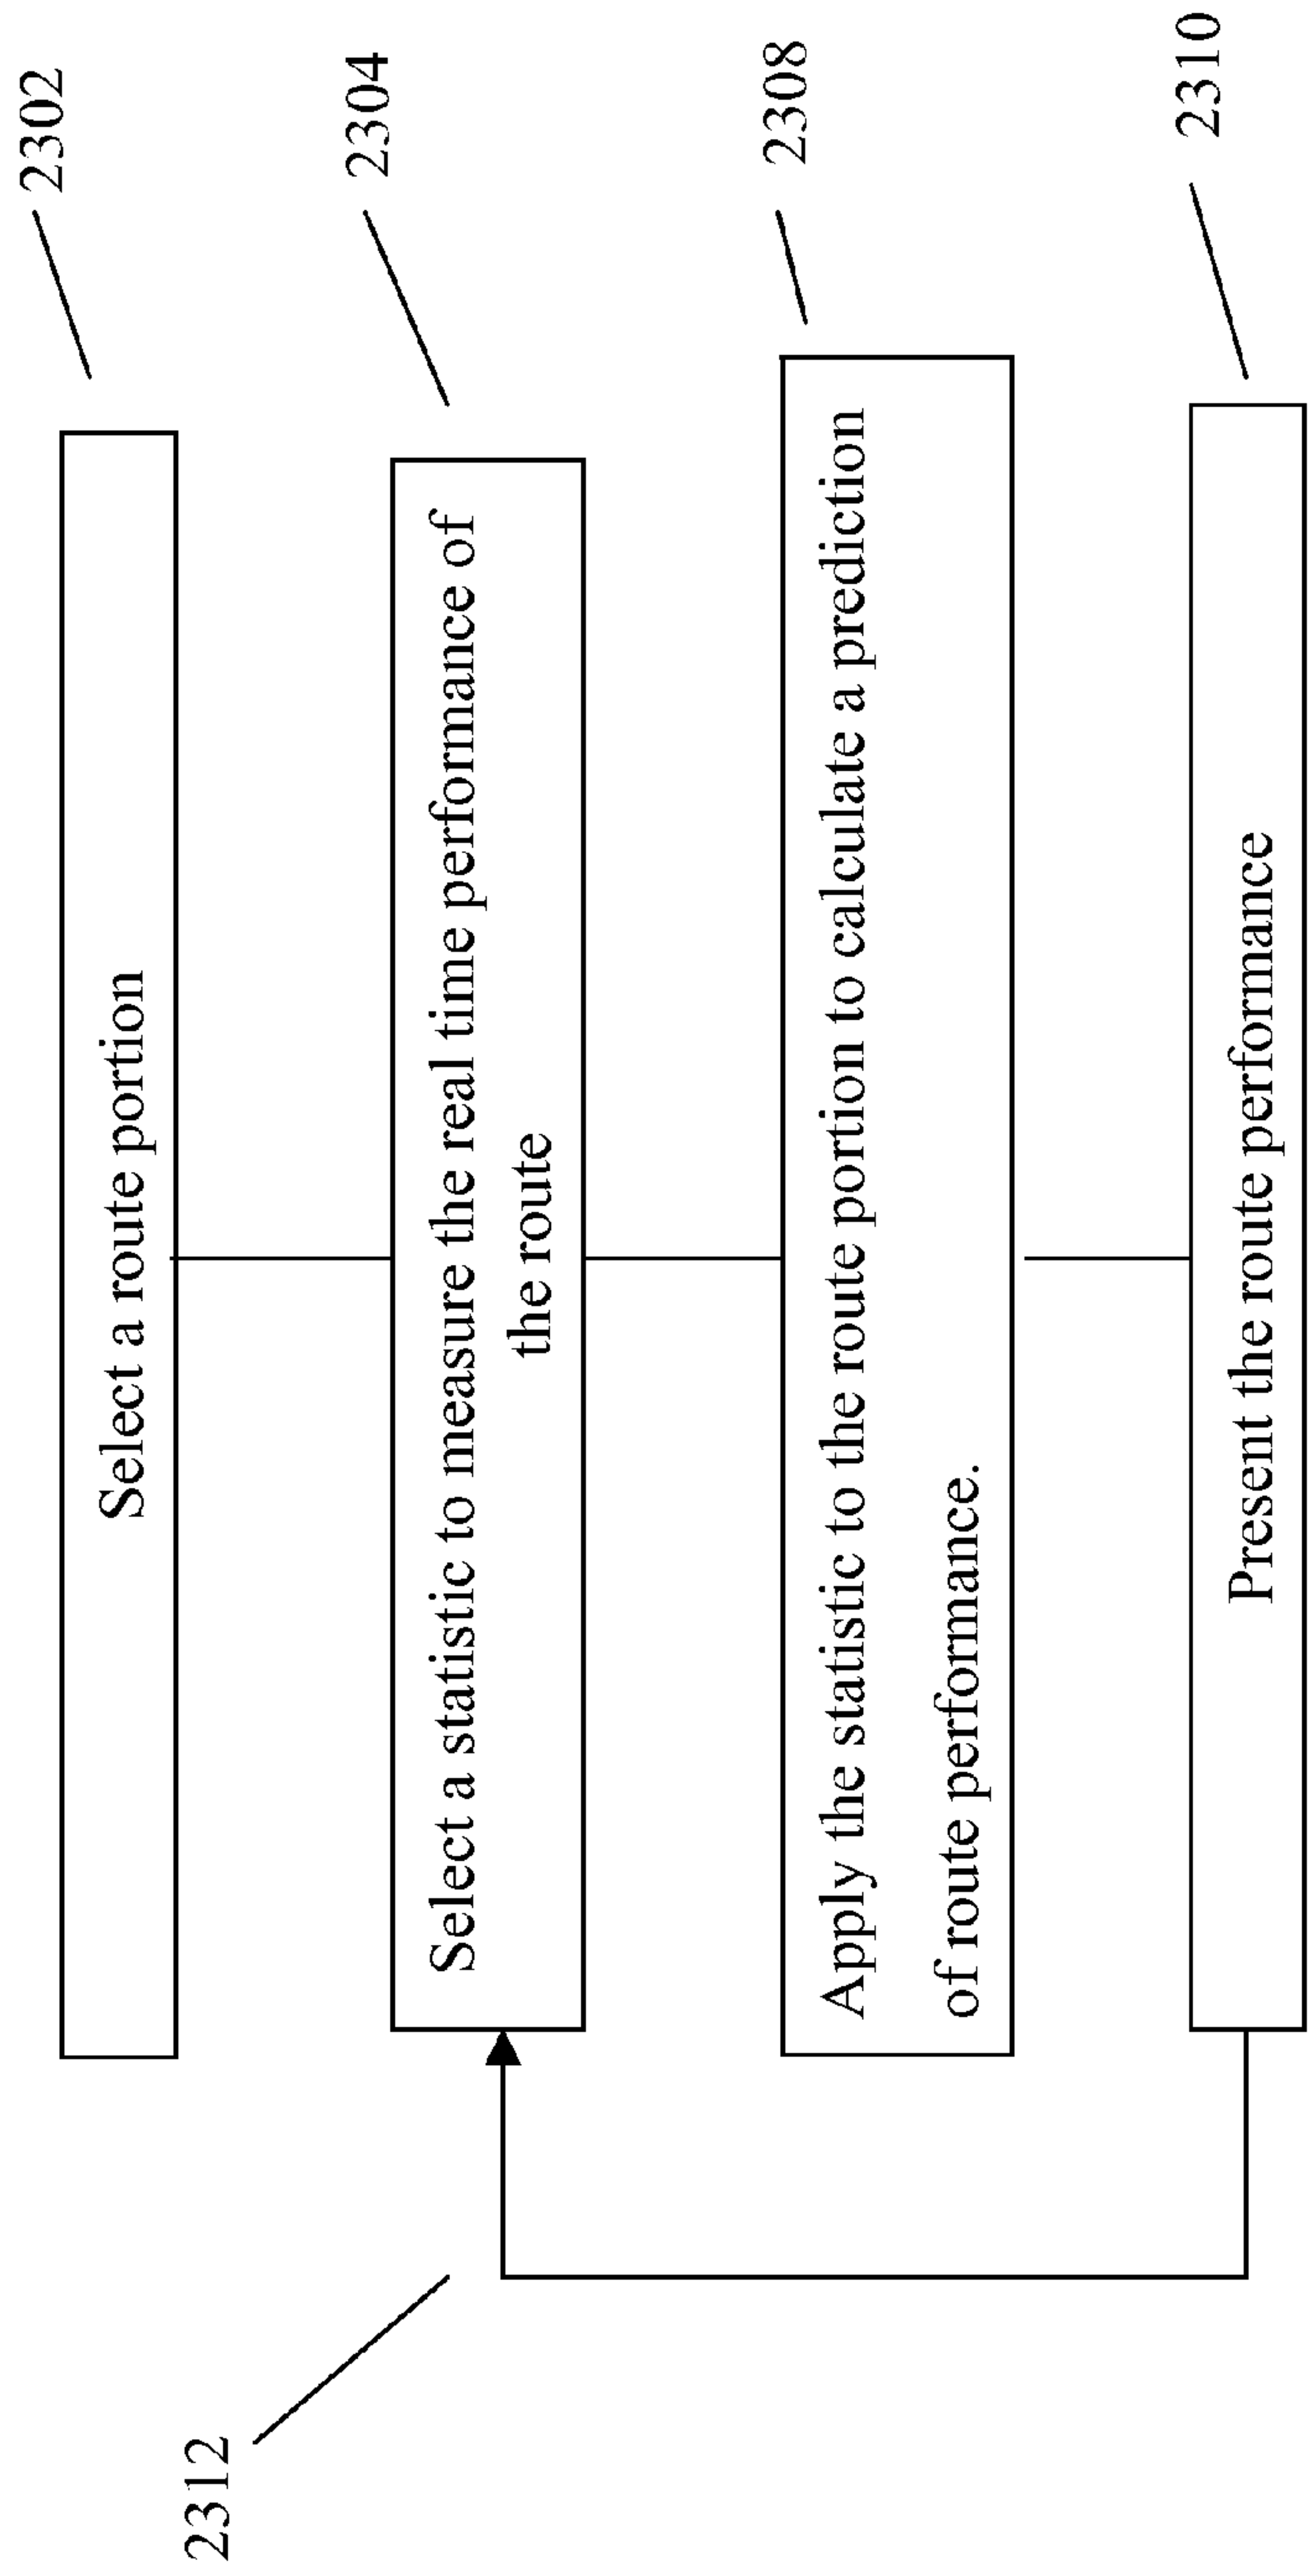 2302
Select a route portion
2304
Select a statistic to measure the real time performance of
the route
2308
Apply the statistic to the route portion to calculate a prediction
of route performance.
2310
Present the route performance
2312